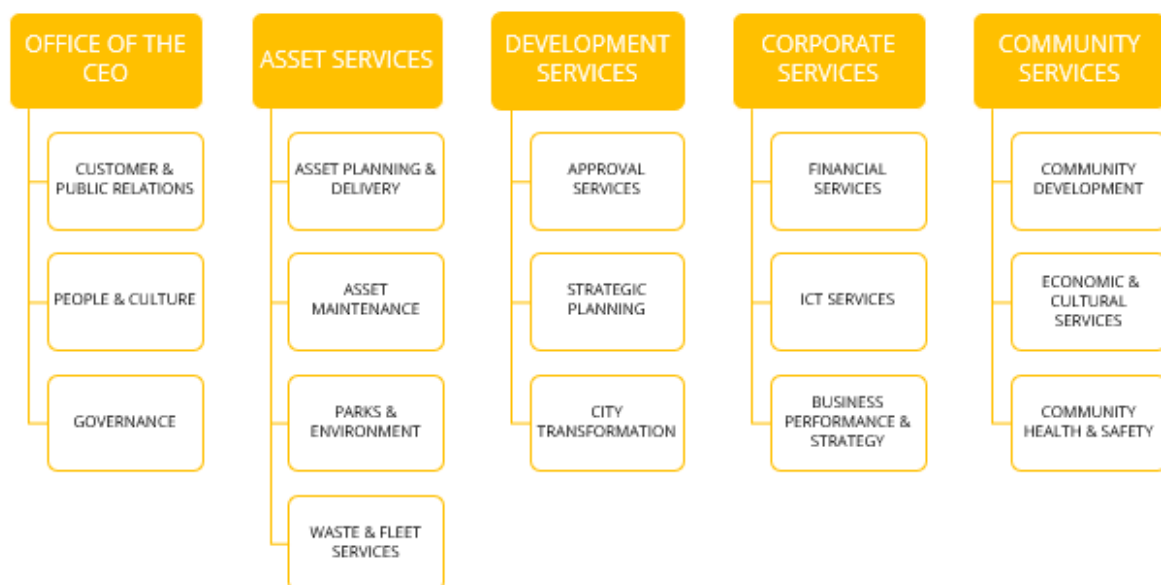 OFFICE OF THE
CEO
CUSTOMER &
PUBLIC RELATIONS
PEOPLE & CULTURE
GOVERNANCE
ASSET SERVICES
ASSET PLANNING &
DELIVERY
ASSET
MAINTENANCE
PARKS &
ENVIRONMENT
WASTE & FLEET
SERVICES
DEVELOPMENT
SERVICES
APPROVAL
SERVICES
STRATEGIC
PLANNING
CITY
TRANSFORMATION
CORPORATE
SERVICES
FINANCIAL
SERVICES
ICT SERVICES
BUSINESS
PERFORMANCE &
STRATEGY
COMMUNITY
SERVICES
COMMUNITY
DEVELOPMENT
ECONOMIC &
CULTURAL
SERVICES
COMMUNITY
HEALTH & SAFETY